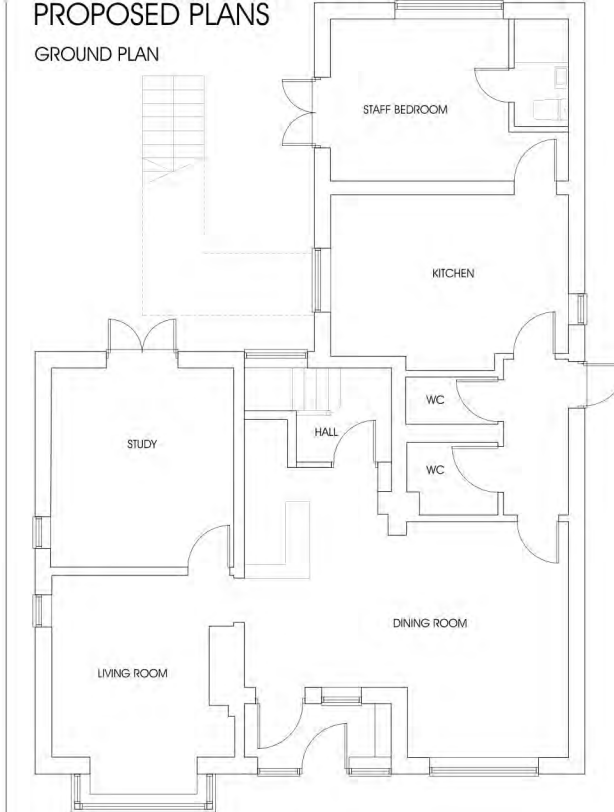 PROPOSED PLANS
GROUND PLAN
STAFF BEDROOM
KITCHEN
WC
STUDY
HALL
WC
DINING ROOM
LIVING ROOM